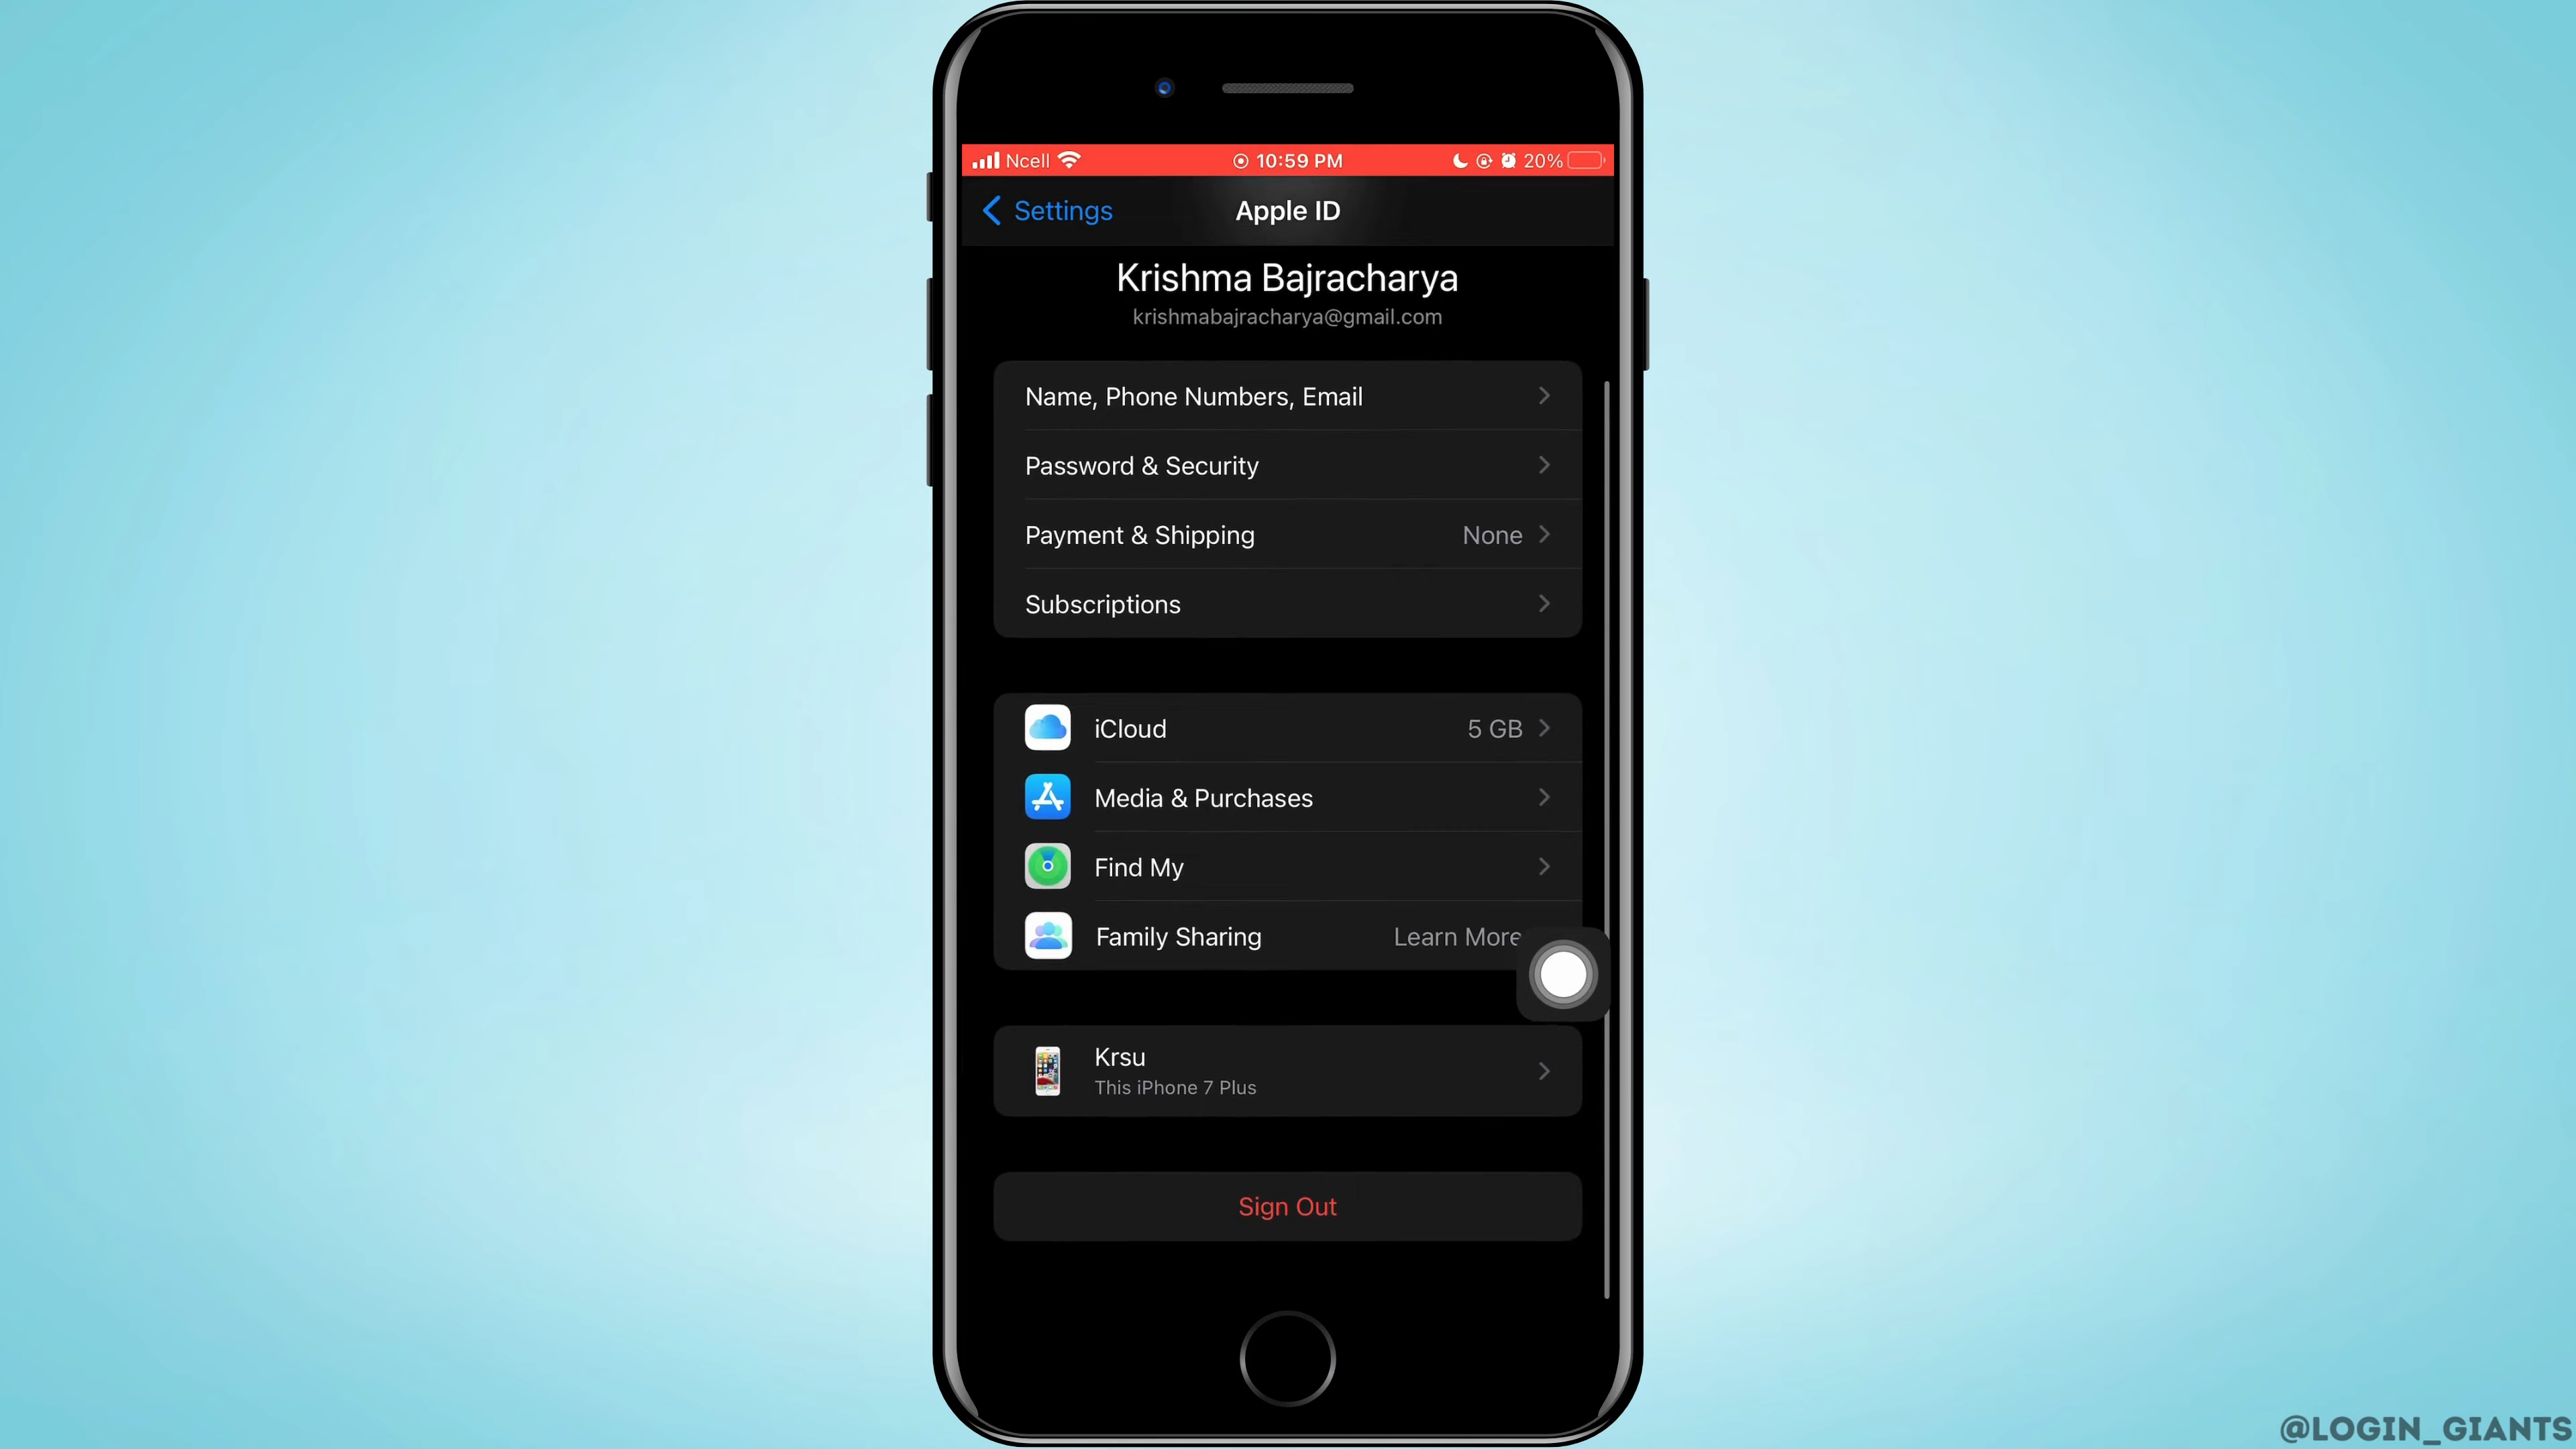 Ncell 10:59 PM 20%
Settings Apple ID
Krishma Bajracharya
krishmabajracharya@gmail.com
Name, Phone Numbers, Email
Password & Security
Payment & Shipping None
Subscriptions
iCloud 5 GB
Media & Purchases
Find My
Family Sharing Learn More
Krsu
This iPhone 7 Plus
Sign Out
@LOGIN_GIANTS